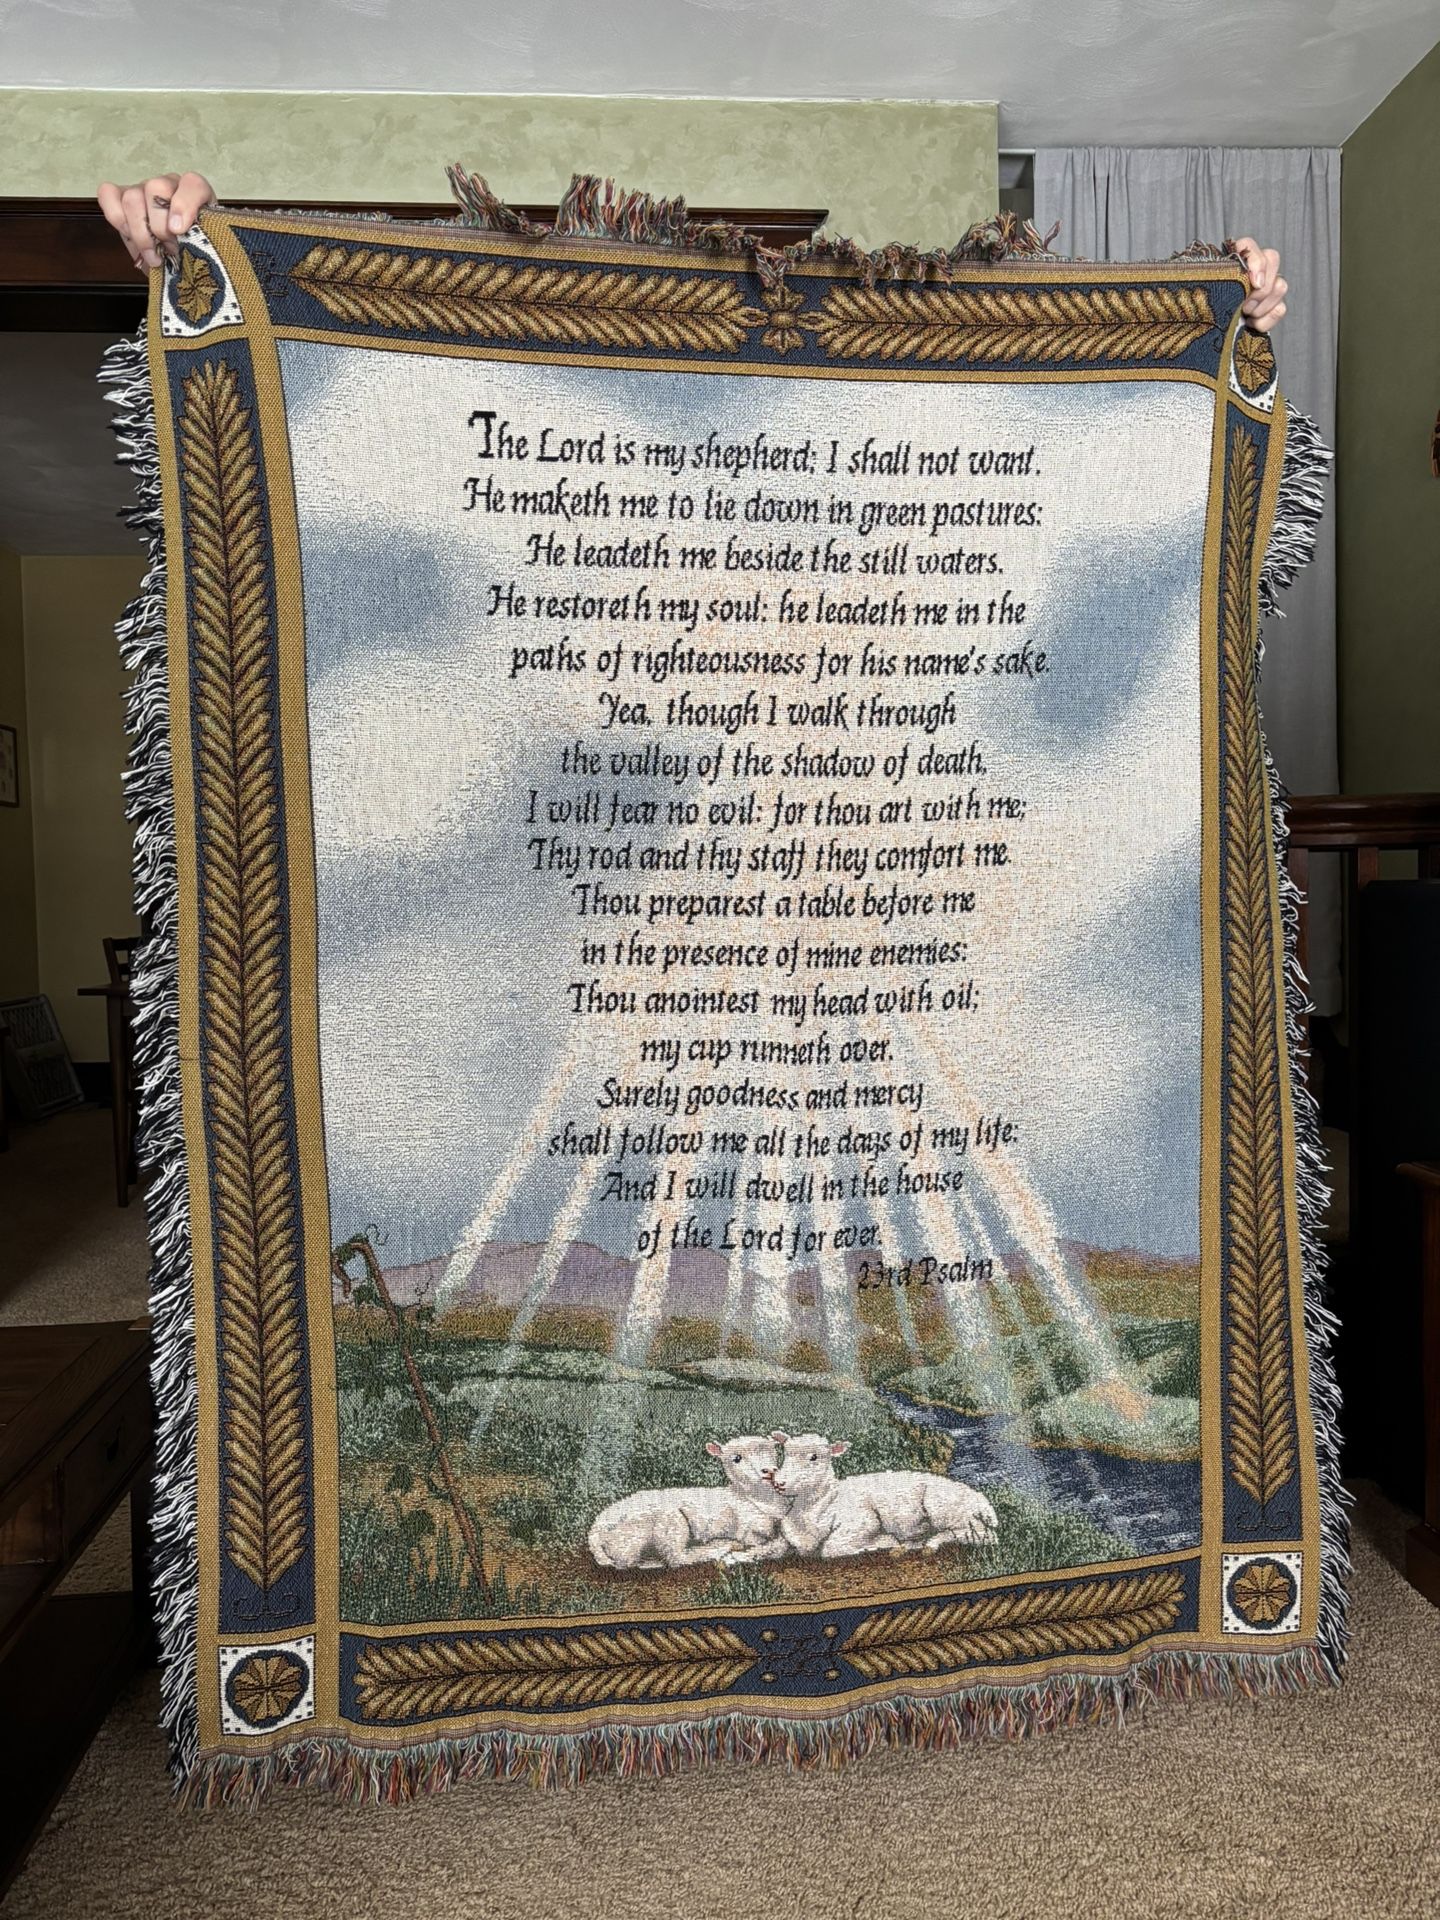 The Lord is my shepherd; I shall not want.
He maketh me to lie down in green pastures:
He leadeth me beside the still waters.
He restoreth my soul: he leadeth me in the
paths of righteousness for his name's sake.
Yea, though I walk through
the valley of the shadow of death,
I will fear no evil: for thou art with me;
Thy rod and thy staff they comfort me.
Thou preparest a table before me
in the presence of mine enemies:
Thou anointest my head with oil;
my cup runneth over.
Surely goodness and mercy
shall follow me all the days of my life:
And I will dwell in the house
of the Lord for ever.
23rd Psalm